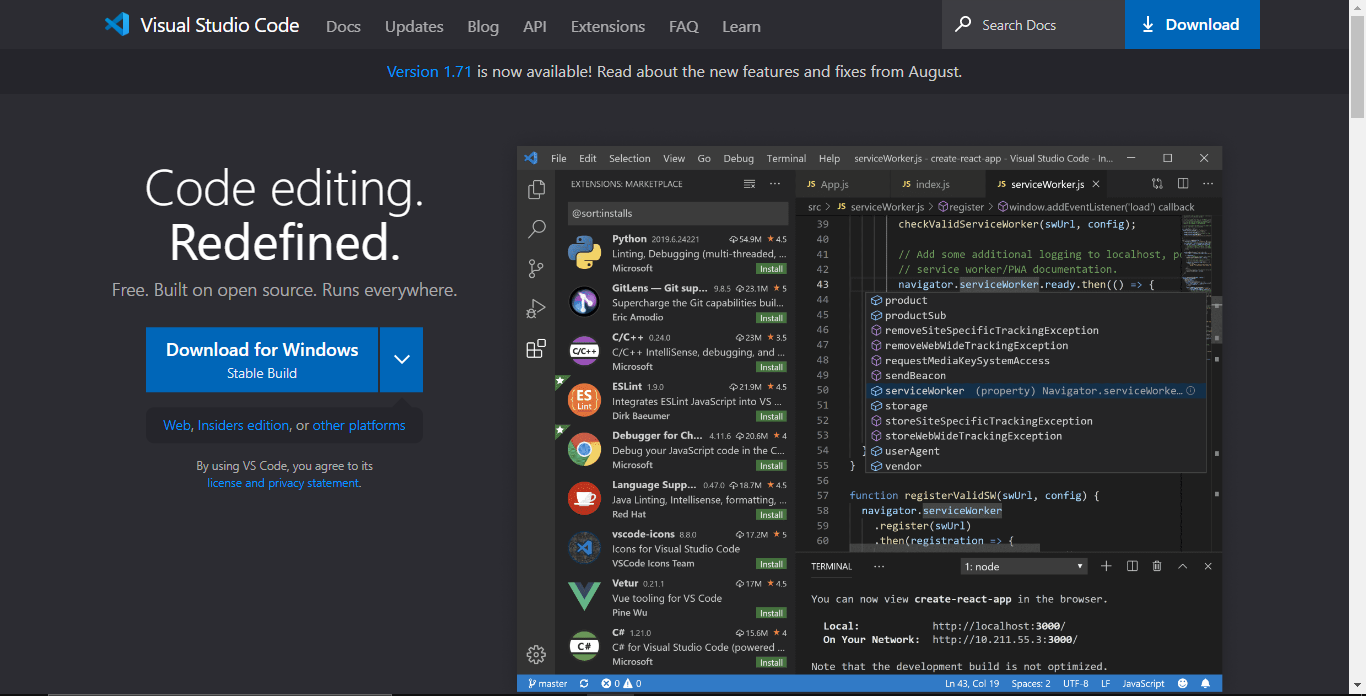 Visual Studio Code
Docs
Updates
Blog
API
Extensions
FAQ
Learn
Search Docs
Download
Version 1.71 is now available! Read about the new features and fixes from August.
Code editing.
Redefined.
Free. Built on open source. Runs everywhere.
Download for Windows
Stable Build
Web, Insiders edition, or other platforms
By using VS Code, you agree to its
license and privacy statement.
File Edit Selection View Go Debug Terminal Help serviceWorker.js - create-react-app - Visual Studio Code - In...
EXTENSIONS: MARKETPLACE
@sort:installs
Python 2019.6.24221 54.9M ★ 4.5
Linting, Debugging (multi-threaded, ...
Microsoft Install
GitLens — Git sup... 9.8.5 23.1M ★ 5
Supercharge the Git capabilities buil...
Eric Amodio Install
C/C++ 0.24.0 23M ★ 3.5
C/C++ IntelliSense, debugging, and ...
Microsoft Install
C/C++
ESLint 1.9.0 21.9M ★ 4.5
Integrates ESLint JavaScript into VS ...
Dirk Baeumer Install
ES
Lint
Debugger for Ch... 4.11.6 20.6M ★ 4
Debug your JavaScript code in the C...
Microsoft Install
Language Supp... 0.47.0 18.7M ★ 4.5
Java Linting, Intellisense, formatting, ...
Red Hat Install
vscode-icons 8.8.0 17.2M ★ 5
Icons for Visual Studio Code
VSCode Icons Team Install
Vetur 0.21.1 17M ★ 4.5
Vue tooling for VS Code
Pine Wu Install
C# 1.21.0 15.6M ★ 4
C# for Visual Studio Code (powered ...
Microsoft Install
C#
JS App.js
JS index.js
JS serviceWorker.js
src > JS serviceWorker.js > register > window.addEventListener('load') callback
39 checkValidServiceWorker(swUrl, config);
40
41 // Add some additional logging to localhost, po
42 // service worker/PWA documentation.
43 navigator.serviceWorker.ready.then(() => {
44 product
45 productSub
46 removeSiteSpecificTrackingException
47 removeWebWideTrackingException
48 requestMediaKeySystemAccess
49 sendBeacon
50 serviceWorker (property) Navigator.serviceWorke...
51 storage
52 storeSiteSpecificTrackingException
53 storeWebWideTrackingException
54 } userAgent
55 } vendor
56
57 function registerValidSW(swUrl, config) {
58 navigator.serviceWorker
59 .register(swUrl)
60 .then(registration => {
TERMINAL ... 1: node
You can now view create-react-app in the browser.
Local: http://localhost:3000/
On Your Network: http://10.211.55.3:3000/
Note that the development build is not optimized.
master 0 0 Ln 43, Col 19 Spaces: 2 UTF-8 LF JavaScript